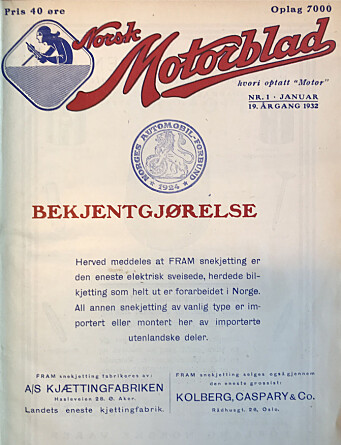 Pris 40 øre
Oplag 7000
Norsk
Motorblad
hvori optatt "Motor"
NR. 1 · JANUAR
19. ÅRGANG 1932
NORGES AUTOMOBIL-FORBUND
1924
BEKJENTGJØRELSE
Herved meddeles at FRAM snekjetting er
den eneste elektrisk sveisede, herdede bil-
kjetting som helt ut er forarbeidet i Norge.
All annen snekjetting av vanlig type er im-
portert eller montert her av importerte
utenlandske deler.
FRAM snekjetting fabrikeres av:
A/S KJÆTTINGFABRIKEN
Hasleveien 28. Ø. Aker.
Landets eneste kjettingfabrik.
FRAM snekjetting selges også gjennem
den eneste grossist:
KOLBERG, CASPARY & Co.
Rådhusgt. 26, Oslo.